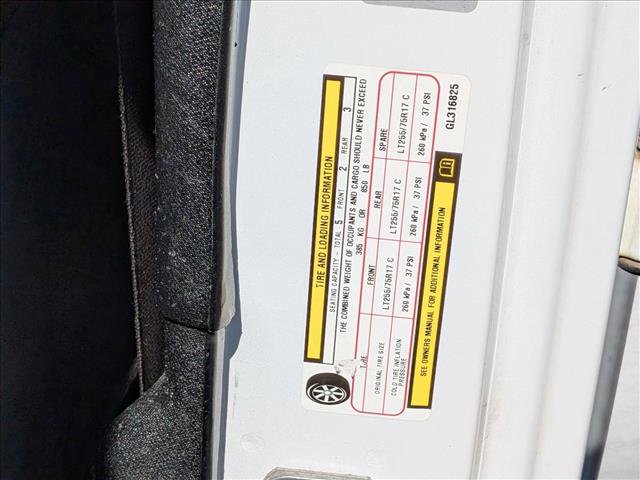 TIRE AND LOADING INFORMATION
SEATING CAPACITY - TOTAL 5 FRONT 2 REAR 3
THE COMBINED WEIGHT OF OCCUPANTS AND CARGO SHOULD NEVER EXCEED
385 KG OR 850 LB
TIRE FRONT REAR SPARE
ORIGINAL TIRE SIZE LT255/75R17 C LT255/75R17 C LT255/75R17 C
COLD TIRE INFLATION PRESSURE 260 kPa / 37 PSI 260 kPa / 37 PSI 260 kPa / 37 PSI
SEE OWNERS MANUAL FOR ADDITIONAL INFORMATION
GL316825